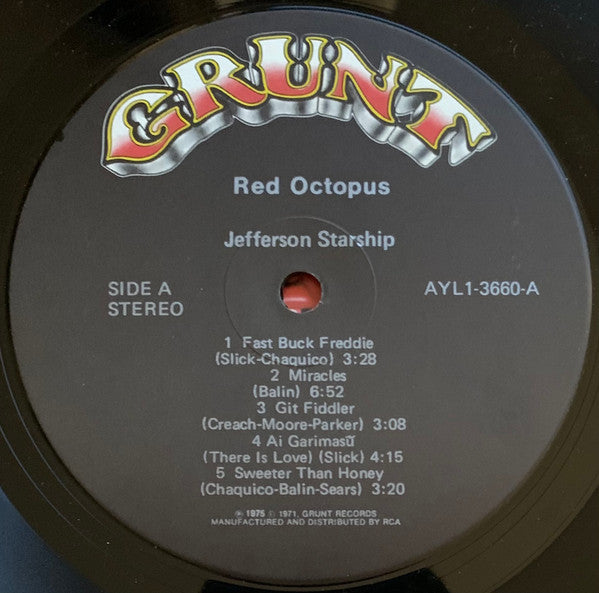 GRUNT
Red Octopus
Jefferson Starship
SIDE A
STEREO
AYL1-3660-A
1 Fast Buck Freddie
(Slick-Chaquico) 3:28
2 Miracles
(Balin) 6:52
3 Git Fiddler
(Creach-Moore-Parker) 3:08
4 Ai Garimasũ
(There Is Love) (Slick) 4:15
5 Sweeter Than Honey
(Chaquico-Balin-Sears) 3:20
℗ 1975 © 1971, GRUNT RECORDS
MANUFACTURED AND DISTRIBUTED BY RCA